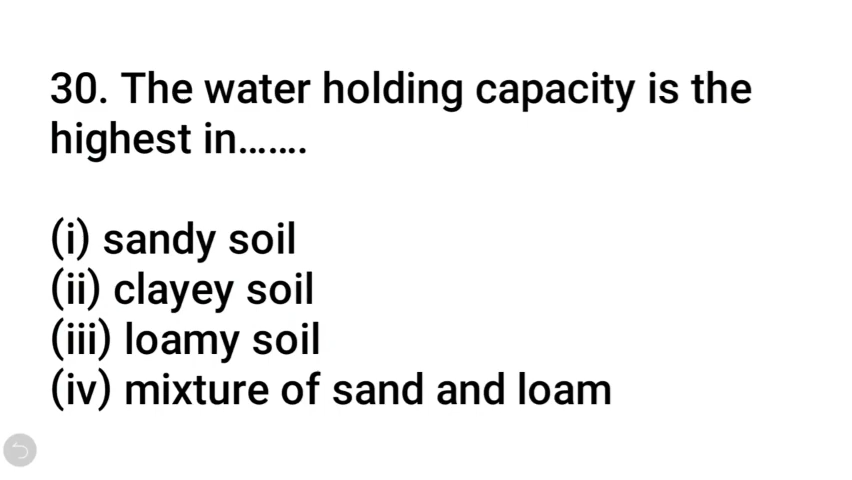 30. The water holding capacity is the
highest in.......
(i) sandy soil
(ii) clayey soil
(iii) loamy soil
(iv) mixture of sand and loam